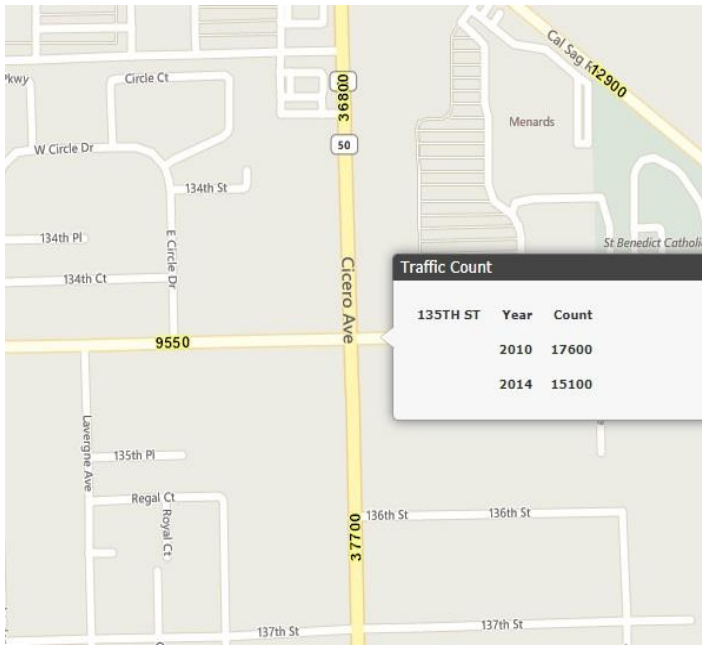 Cal Sag R
12900
Pkwy
Circle Ct
36800
Menards
50
W Circle Dr
134th St
134th Pl
E Circle Dr
St Benedict Catholic
134th Ct
Cicero Ave
Traffic Count
135TH ST Year Count
2010 17600
2014 15100
9550
Lavergne Ave
135th Pl
Regal Ct
Royal Ct
37700
136th St
136th St
137th St
137th St